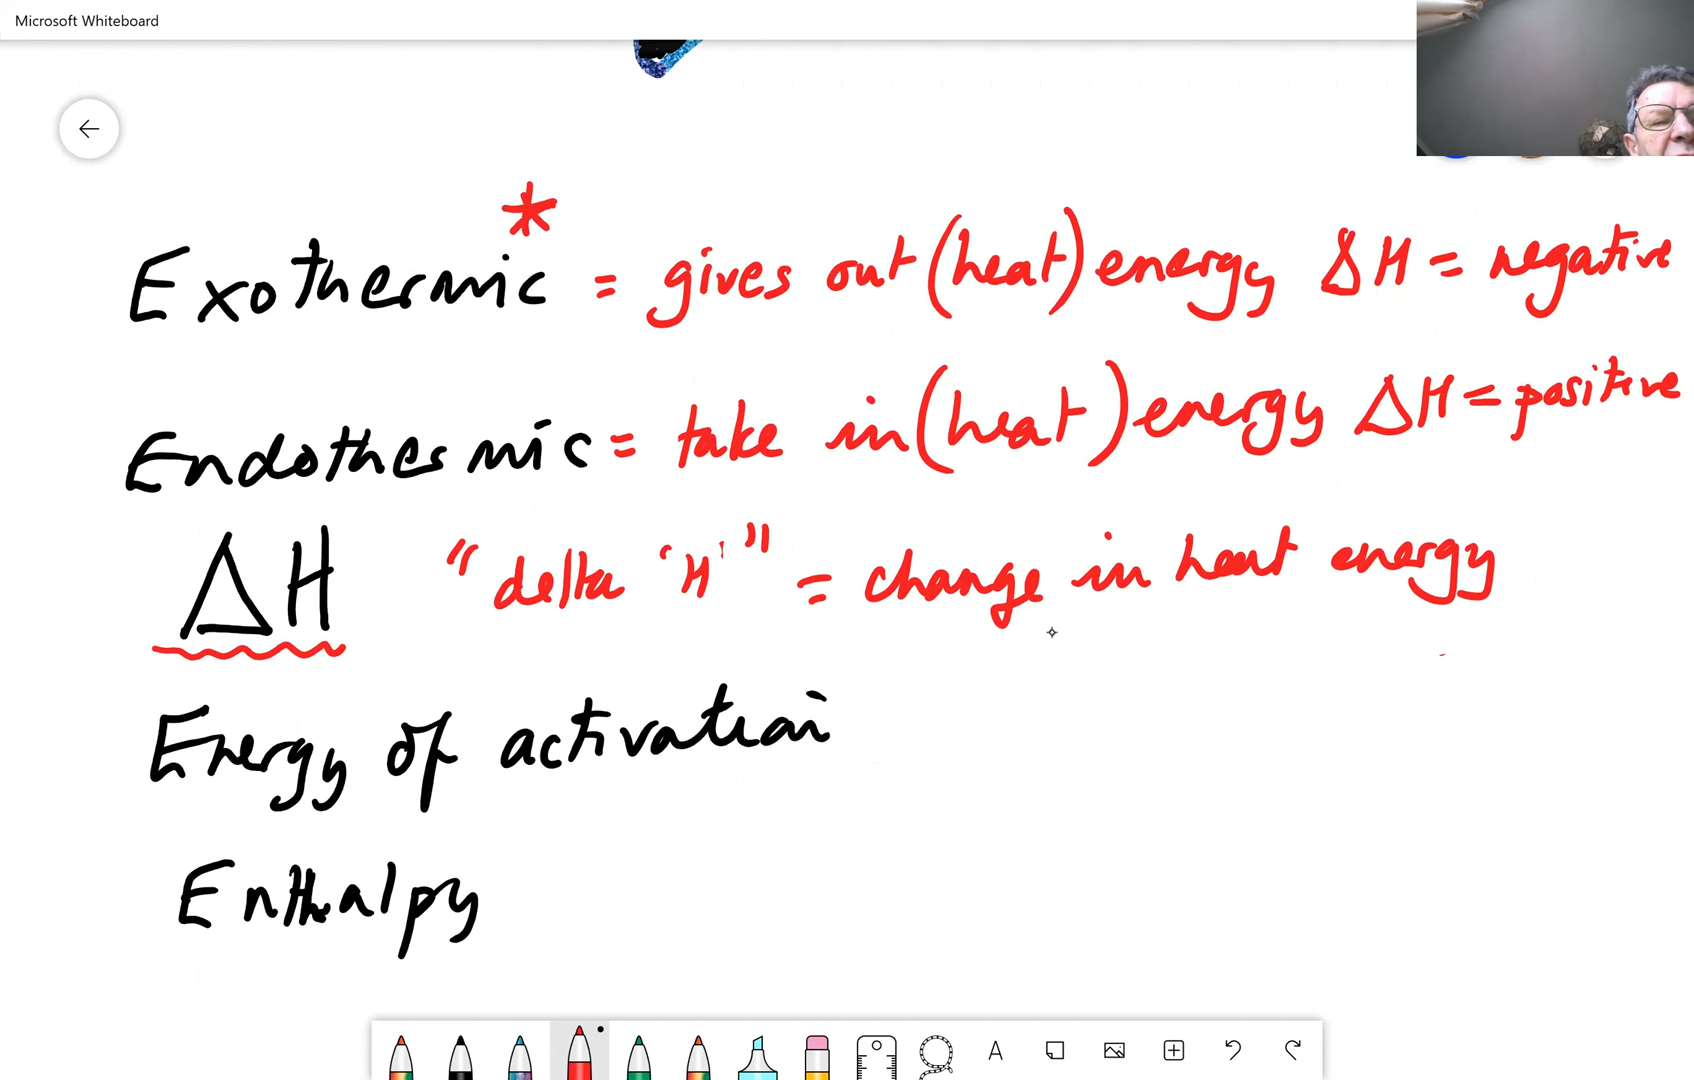 Microsoft Whiteboard
Exothermic* = gives out (heat) energy ΔH = negative
Endothermic = take in (heat) energy ΔH = positive
ΔH "delta 'H'" = change in heat energy
Energy of activation
Enthalpy
A